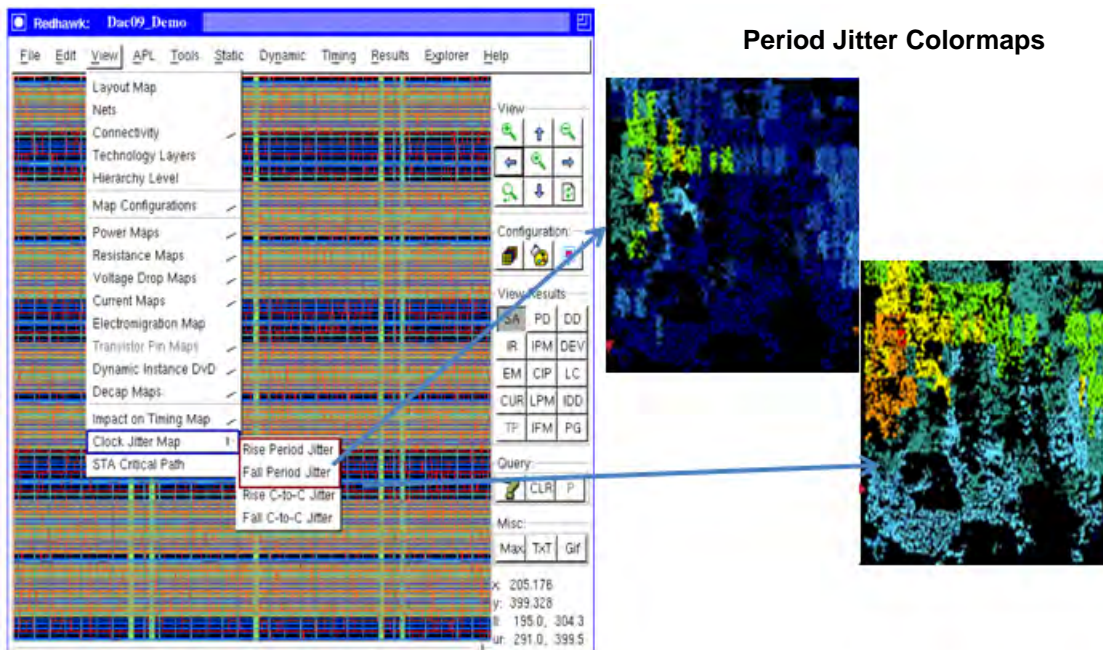 Redhawk: Dac09_Demo
Period Jitter Colormaps
File Edit View APL Tools Static Dynamic Timing Results Explorer Help
Layout Map
Nets
Connectivity
Technology Layers
Hierarchy Level
Map Configurations
Power Maps
Resistance Maps
Voltage Drop Maps
Current Maps
Electromigration Map
Transistor Pin Maps
Dynamic Instance DvD
Decap Maps
Impact on Timing Map
Clock Jitter Map
STA Critical Path
Rise Period Jitter
Fall Period Jitter
Rise C-to-C Jitter
Fall C-to-C Jitter
View
Configuration:
View Results
SA PD DD
IR IPM DEV
EM CIP LC
CUR LPM IDD
TP IFM PG
Query:
CLR P
Misc:
Max TxT Gif
x: 205.176
y: 399.328
ll: 195.0, 304.3
ur: 291.0, 399.5